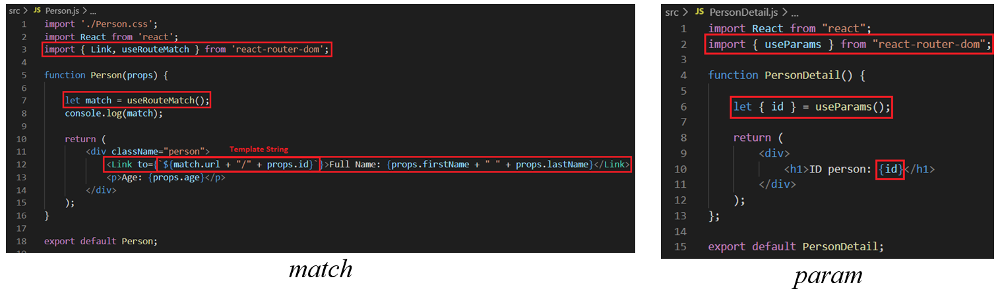 src > JS Person.js > ...
1 import './Person.css';
2 import React from 'react';
3 import { Link, useRouteMatch } from 'react-router-dom';
4
5 function Person(props) {
6
7 let match = useRouteMatch();
8 console.log(match);
9
10 return (
11 <div className="person">
Template String
12 <Link to={`${match.url + "/" + props.id}`}>Full Name: {props.firstName + " " + props.lastName}</Link>
13 <p>Age: {props.age}</p>
14 </div>
15 );
16 }
17
18 export default Person;
19
match
src > JS PersonDetail.js > ...
1 import React from "react";
2 import { useParams } from "react-router-dom";
3
4 function PersonDetail() {
5
6 let { id } = useParams();
7
8 return (
9 <div>
10 <h1>ID person: {id}</h1>
11 </div>
12 );
13 };
14
15 export default PersonDetail;
param